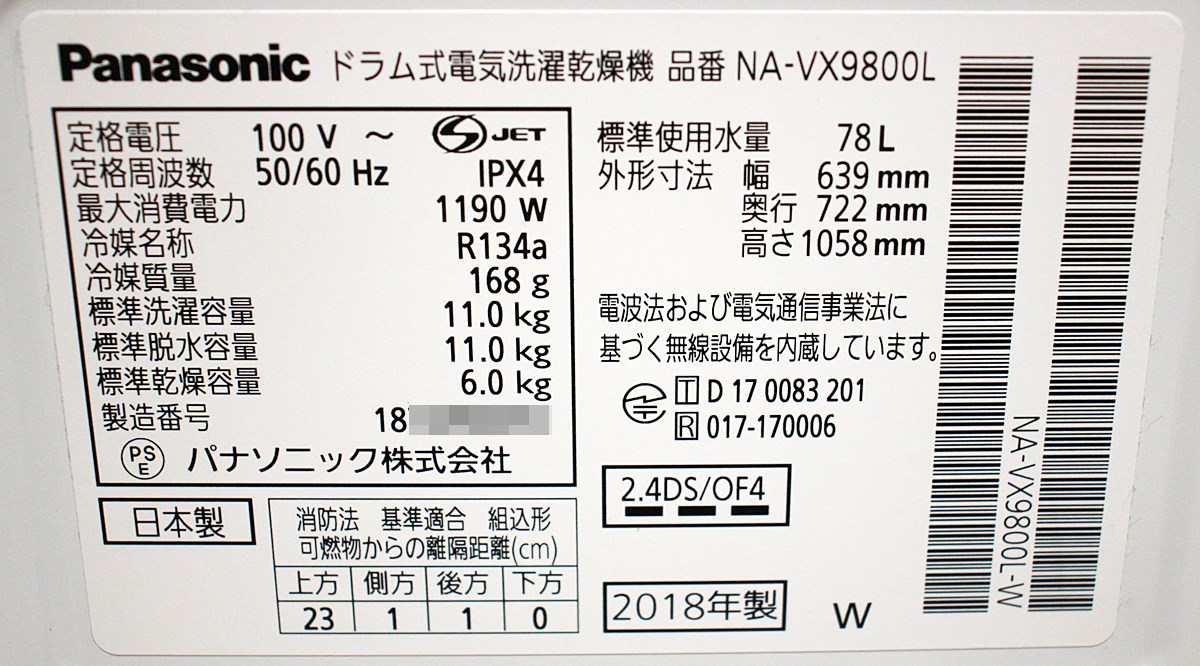 Panasonic ドラム式電気洗濯乾燥機 品番 NA-VX9800L
定格電圧 100 V ～ S JET
定格周波数 50/60 Hz IPX4
最大消費電力 1190 W
冷媒名称 R134a
冷媒質量 168 g
標準洗濯容量 11.0 kg
標準脱水容量 11.0 kg
標準乾燥容量 6.0 kg
製造番号 18
PSE パナソニック株式会社
標準使用水量 78 L
外形寸法 幅 639 mm
奥行 722 mm
高さ 1058 mm
電波法および電気通信事業法に
基づく無線設備を内蔵しています。
T D 17 0083 201
R 017-170006
2.4DS/OF4
日本製
消防法 基準適合 組込形
可燃物からの離隔距離(cm)
上方 側方 後方 下方
23 1 1 0
2018年製
W
NA-VX9800L-W